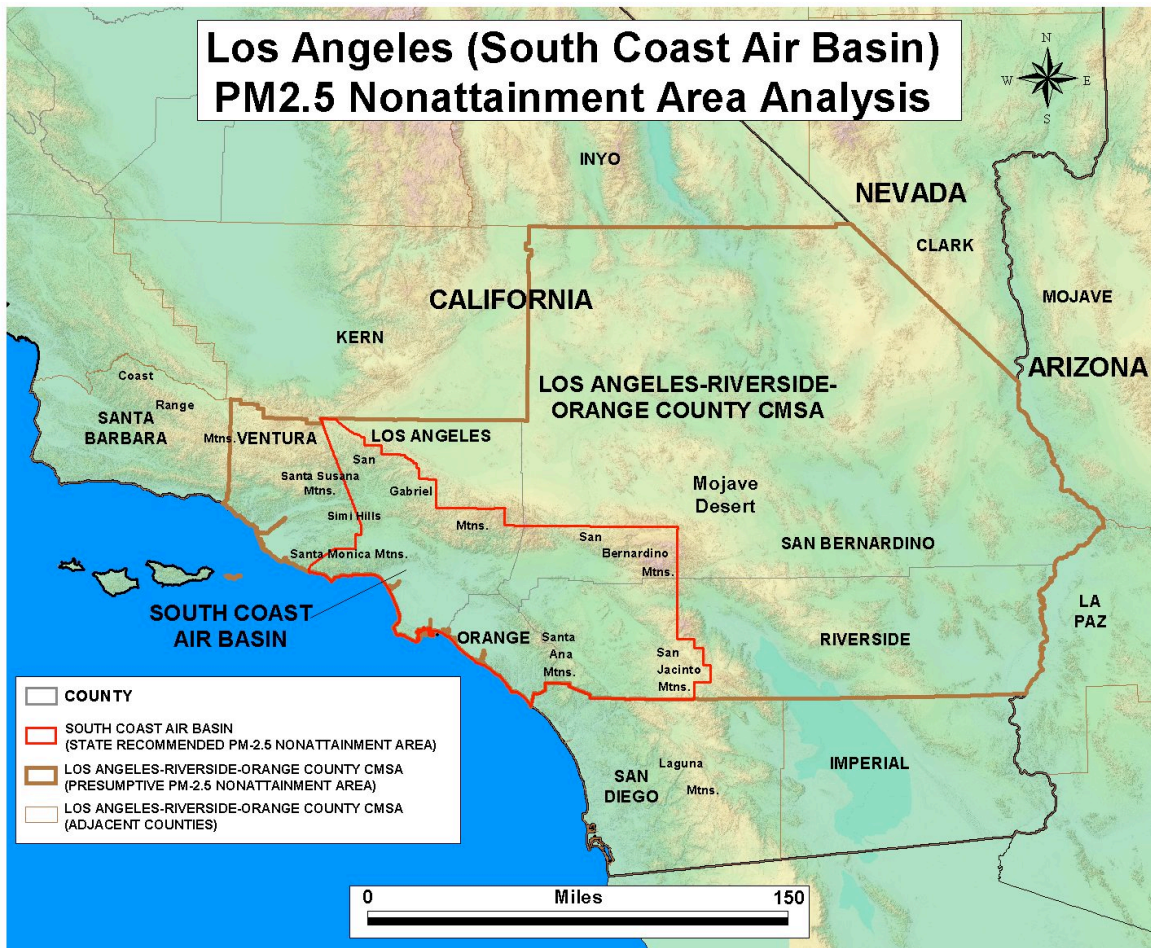 Los Angeles (South Coast Air Basin)
PM2.5 Nonattainment Area Analysis
N
W E
S
INYO
NEVADA
CLARK
CALIFORNIA
MOJAVE
KERN
ARIZONA
Coast
Range
LOS ANGELES-RIVERSIDE-
ORANGE COUNTY CMSA
SANTA
BARBARA
Mtns.
VENTURA
LOS ANGELES
San
Gabriel
Mtns.
Santa Susana
Mtns.
Simi Hills
Santa Monica Mtns.
Mojave
Desert
San
Bernardino
Mtns.
SAN BERNARDINO
SOUTH COAST
AIR BASIN
ORANGE
Santa
Ana
Mtns.
San
Jacinto
Mtns.
RIVERSIDE
LA
PAZ
COUNTY
SOUTH COAST AIR BASIN
(STATE RECOMMENDED PM-2.5 NONATTAINMENT AREA)
LOS ANGELES-RIVERSIDE-ORANGE COUNTY CMSA
(PRESUMPTIVE PM-2.5 NONATTAINMENT AREA)
LOS ANGELES-RIVERSIDE-ORANGE COUNTY CMSA
(ADJACENT COUNTIES)
SAN
DIEGO
Laguna
Mtns.
IMPERIAL
0 Miles 150